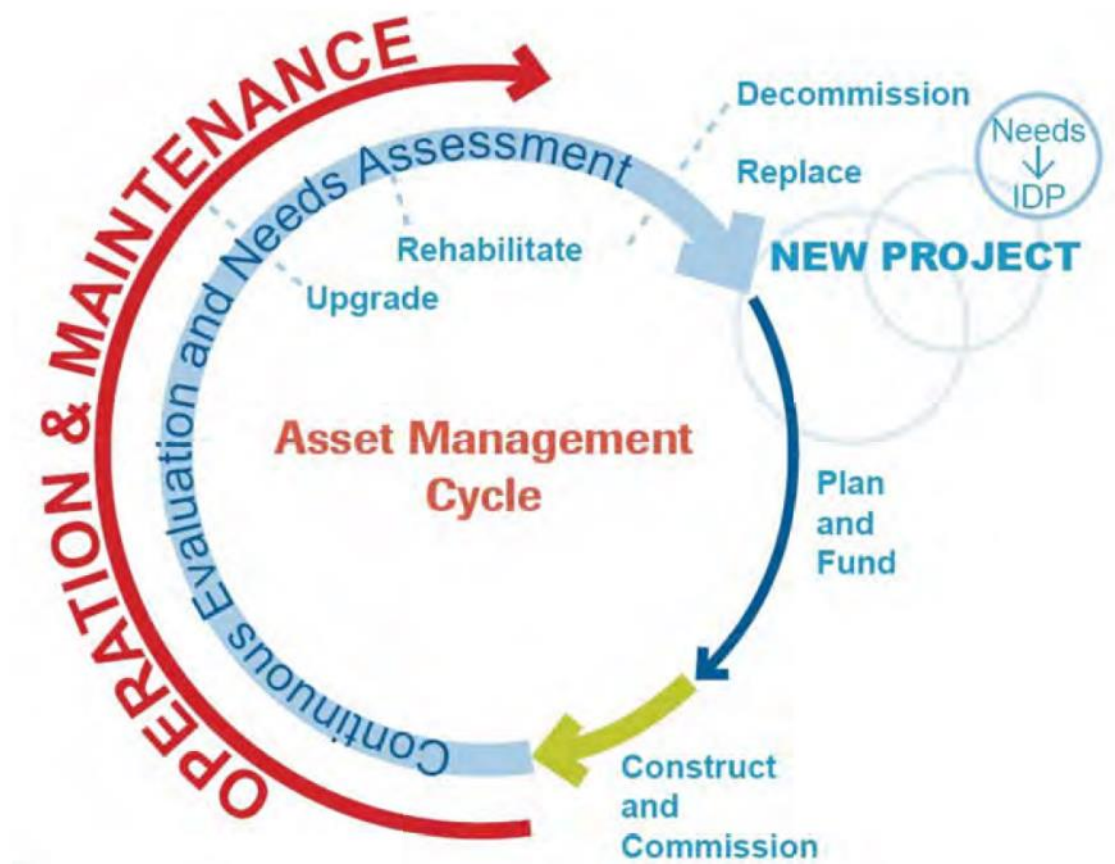 OPERATION & MAINTENANCE
Continuous Evaluation and Needs Assessment
Decommission
Replace
Needs
IDP
NEW PROJECT
Rehabilitate
Upgrade
Asset Management
Cycle
Plan
and
Fund
Construct
and
Commission